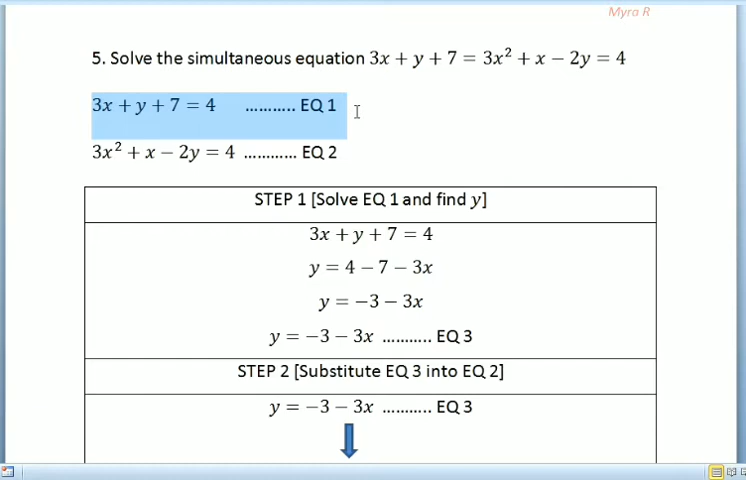 Myra R
5. Solve the simultaneous equation 3x + y + 7 = 3x² + x − 2y = 4
3x + y + 7 = 4 ........... EQ 1
3x² + x − 2y = 4 ............ EQ 2
STEP 1 [Solve EQ 1 and find y]
3x + y + 7 = 4
y = 4 − 7 − 3x
y = −3 − 3x
y = −3 − 3x ........... EQ 3
STEP 2 [Substitute EQ 3 into EQ 2]
y = −3 − 3x ........... EQ 3